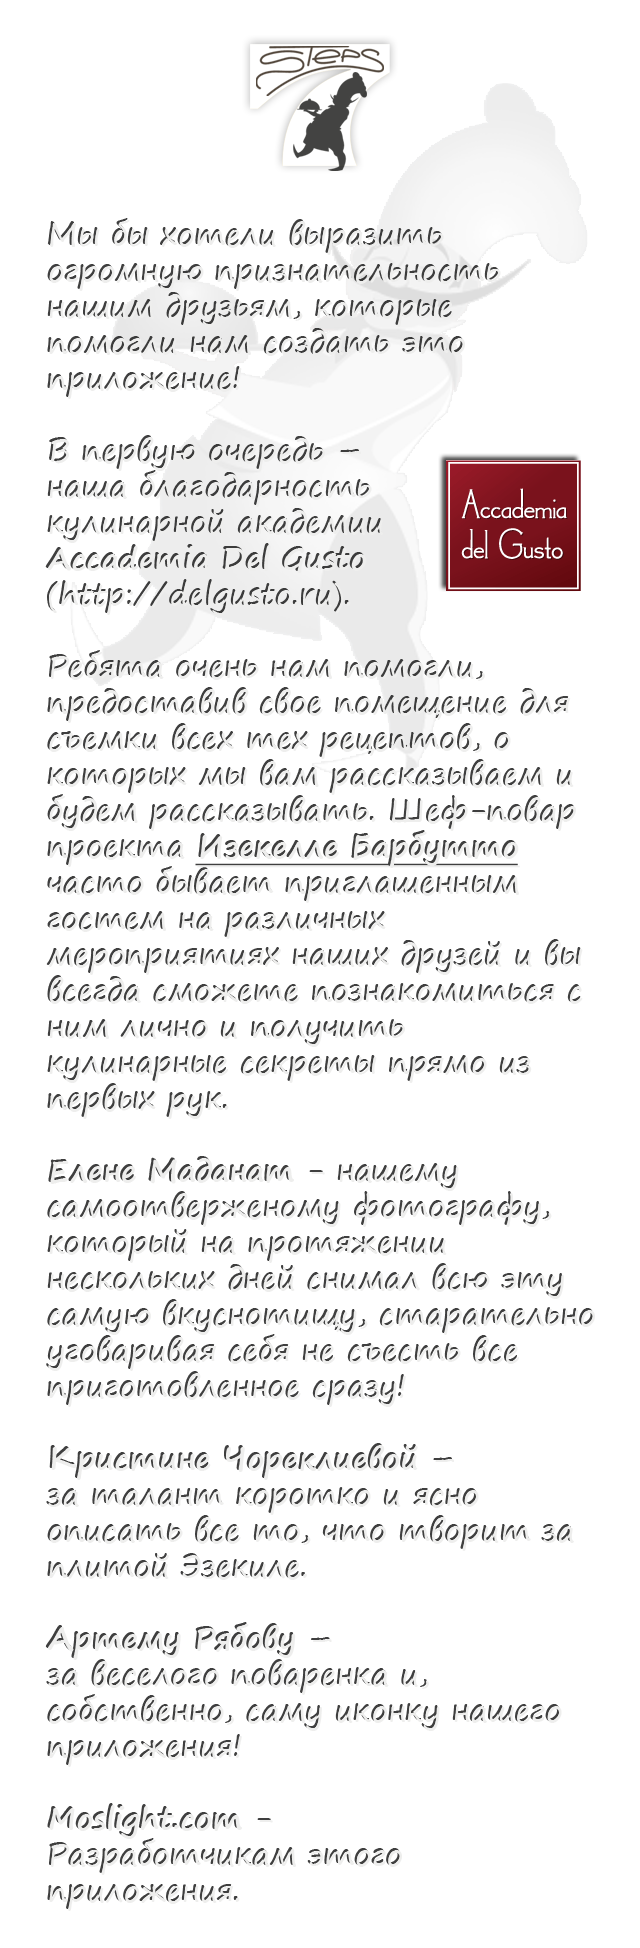 STEPS
7
Мы бы хотели выразить
огромную признательность
нашим друзьям, которые
помогли нам создать это
приложение!
В первую очередь –
наша благодарность
кулинарной академии
Accademia Del Gusto
(http://delgusto.ru).
Accademia
del Gusto
Ребята очень нам помогли,
предоставив свое помещение для
съемки всех тех рецептов, о
которых мы вам рассказываем и
будем рассказывать. Шеф-повар
проекта Изекелле Барбутто
часто бывает приглашенным
гостем на различных
мероприятиях наших друзей и вы
всегда сможете познакомиться с
ним лично и получить
кулинарные секреты прямо из
первых рук.
Елене Маданат - нашему
самоотверженому фотографу,
который на протяжении
нескольких дней снимал всю эту
самую вкуснотищу, старательно
уговаривая себя не съесть все
приготовленное сразу!
Кристине Чореклиевой –
за талант коротко и ясно
описать все то, что творит за
плитой Эзекиле.
Артему Рябову –
за веселого поваренка и,
собственно, саму иконку нашего
приложения!
Moslight.com -
Разработчикам этого
приложения.